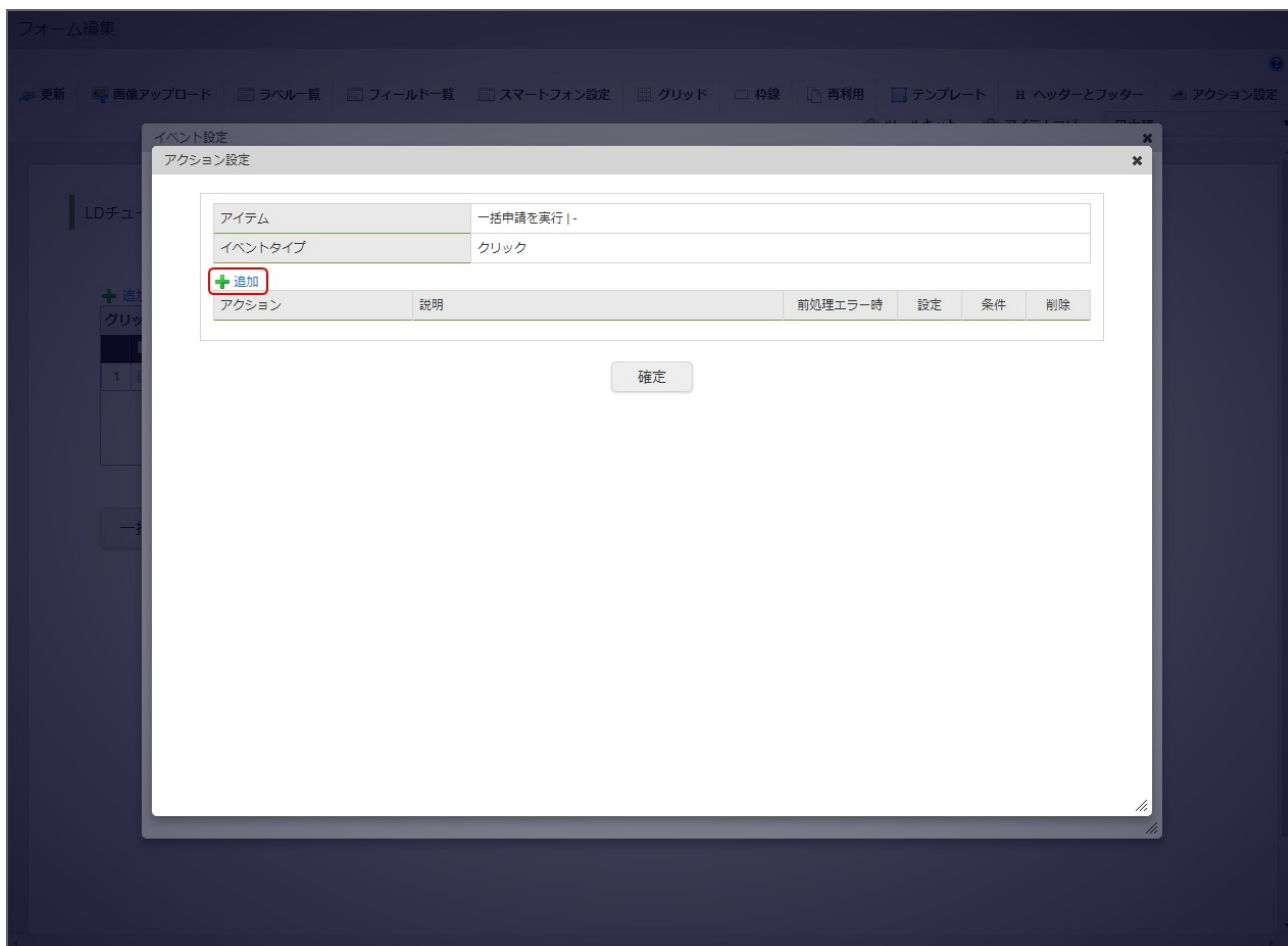 フォーム編集
更新 画像アップロード ラベル一覧 フィールド一覧 スマートフォン設定 グリッド 枠線 再利用 テンプレート H ヘッダーとフッター アクション設定
イベント設定
アクション設定
LDチュー
アイテム 一括申請を実行 | -
イベントタイプ クリック
追加
追加
アクション 説明 前処理エラー時 設定 条件 削除
グリッ
1
確定